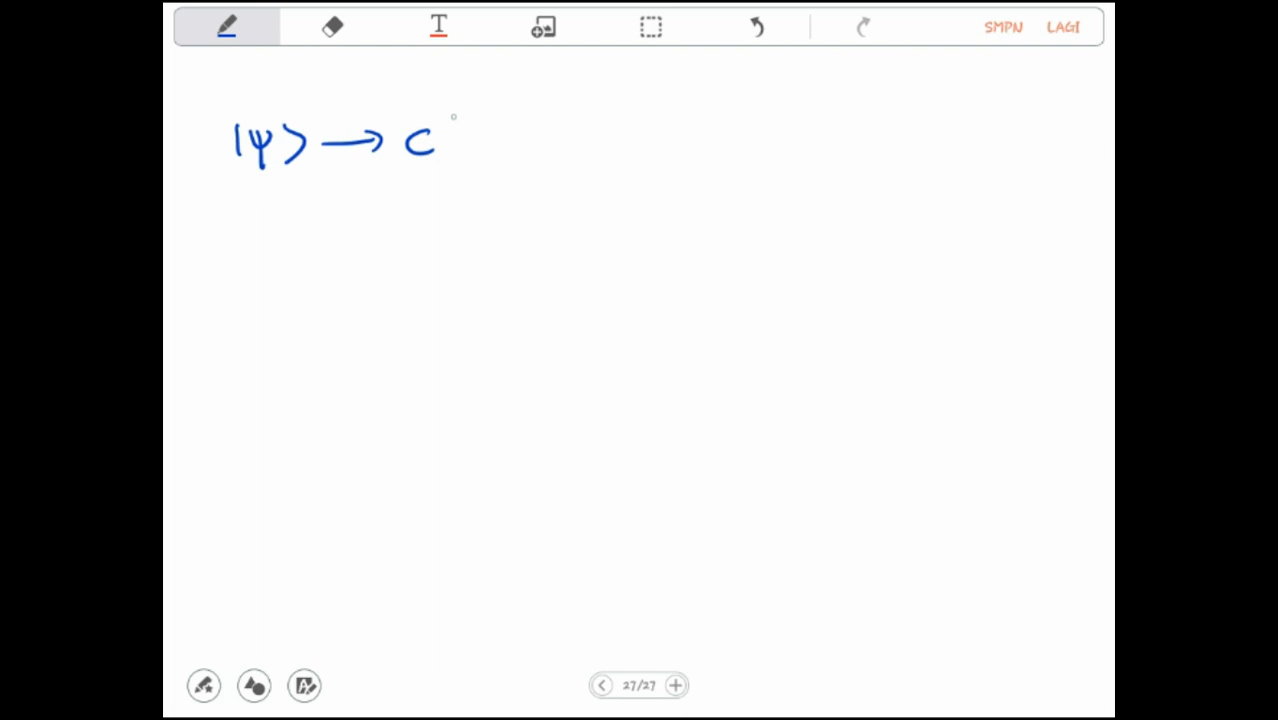 T SMPN LAGI
|ψ⟩ → c
27/27